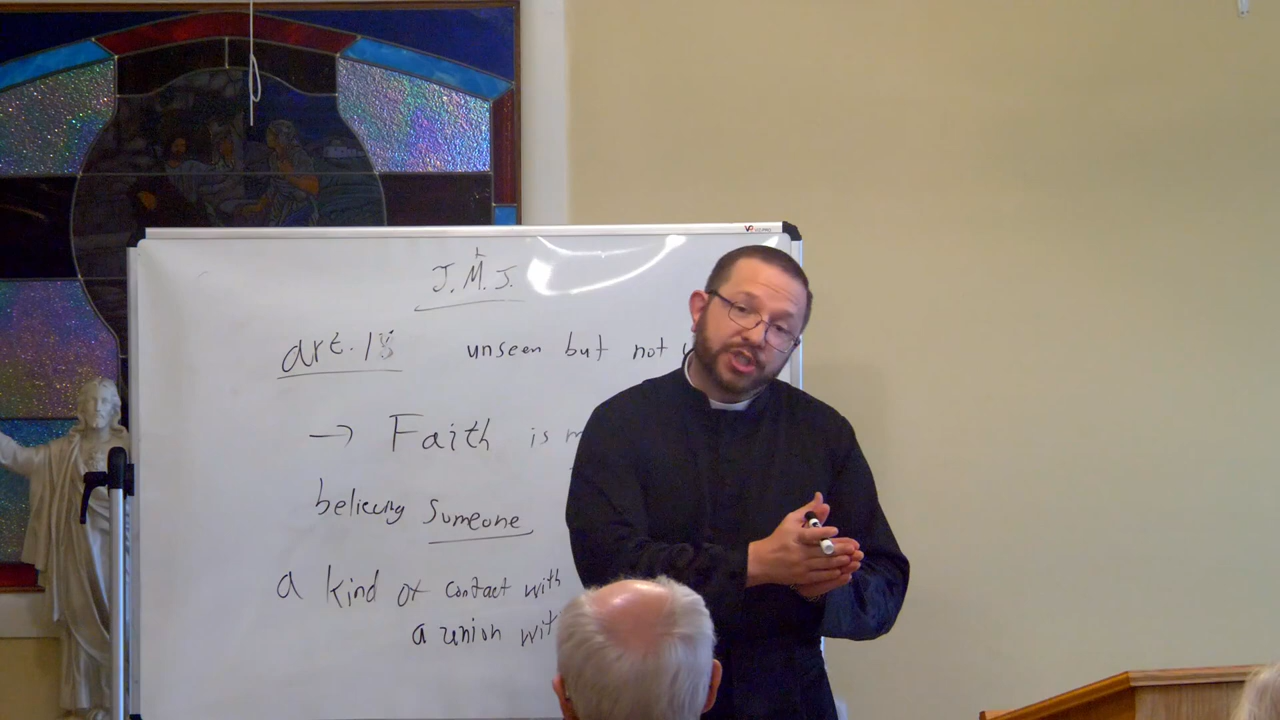 J.M.J.
art. 18 unseen but not
→ Faith is
believing someone
a kind of contact with
a union wit